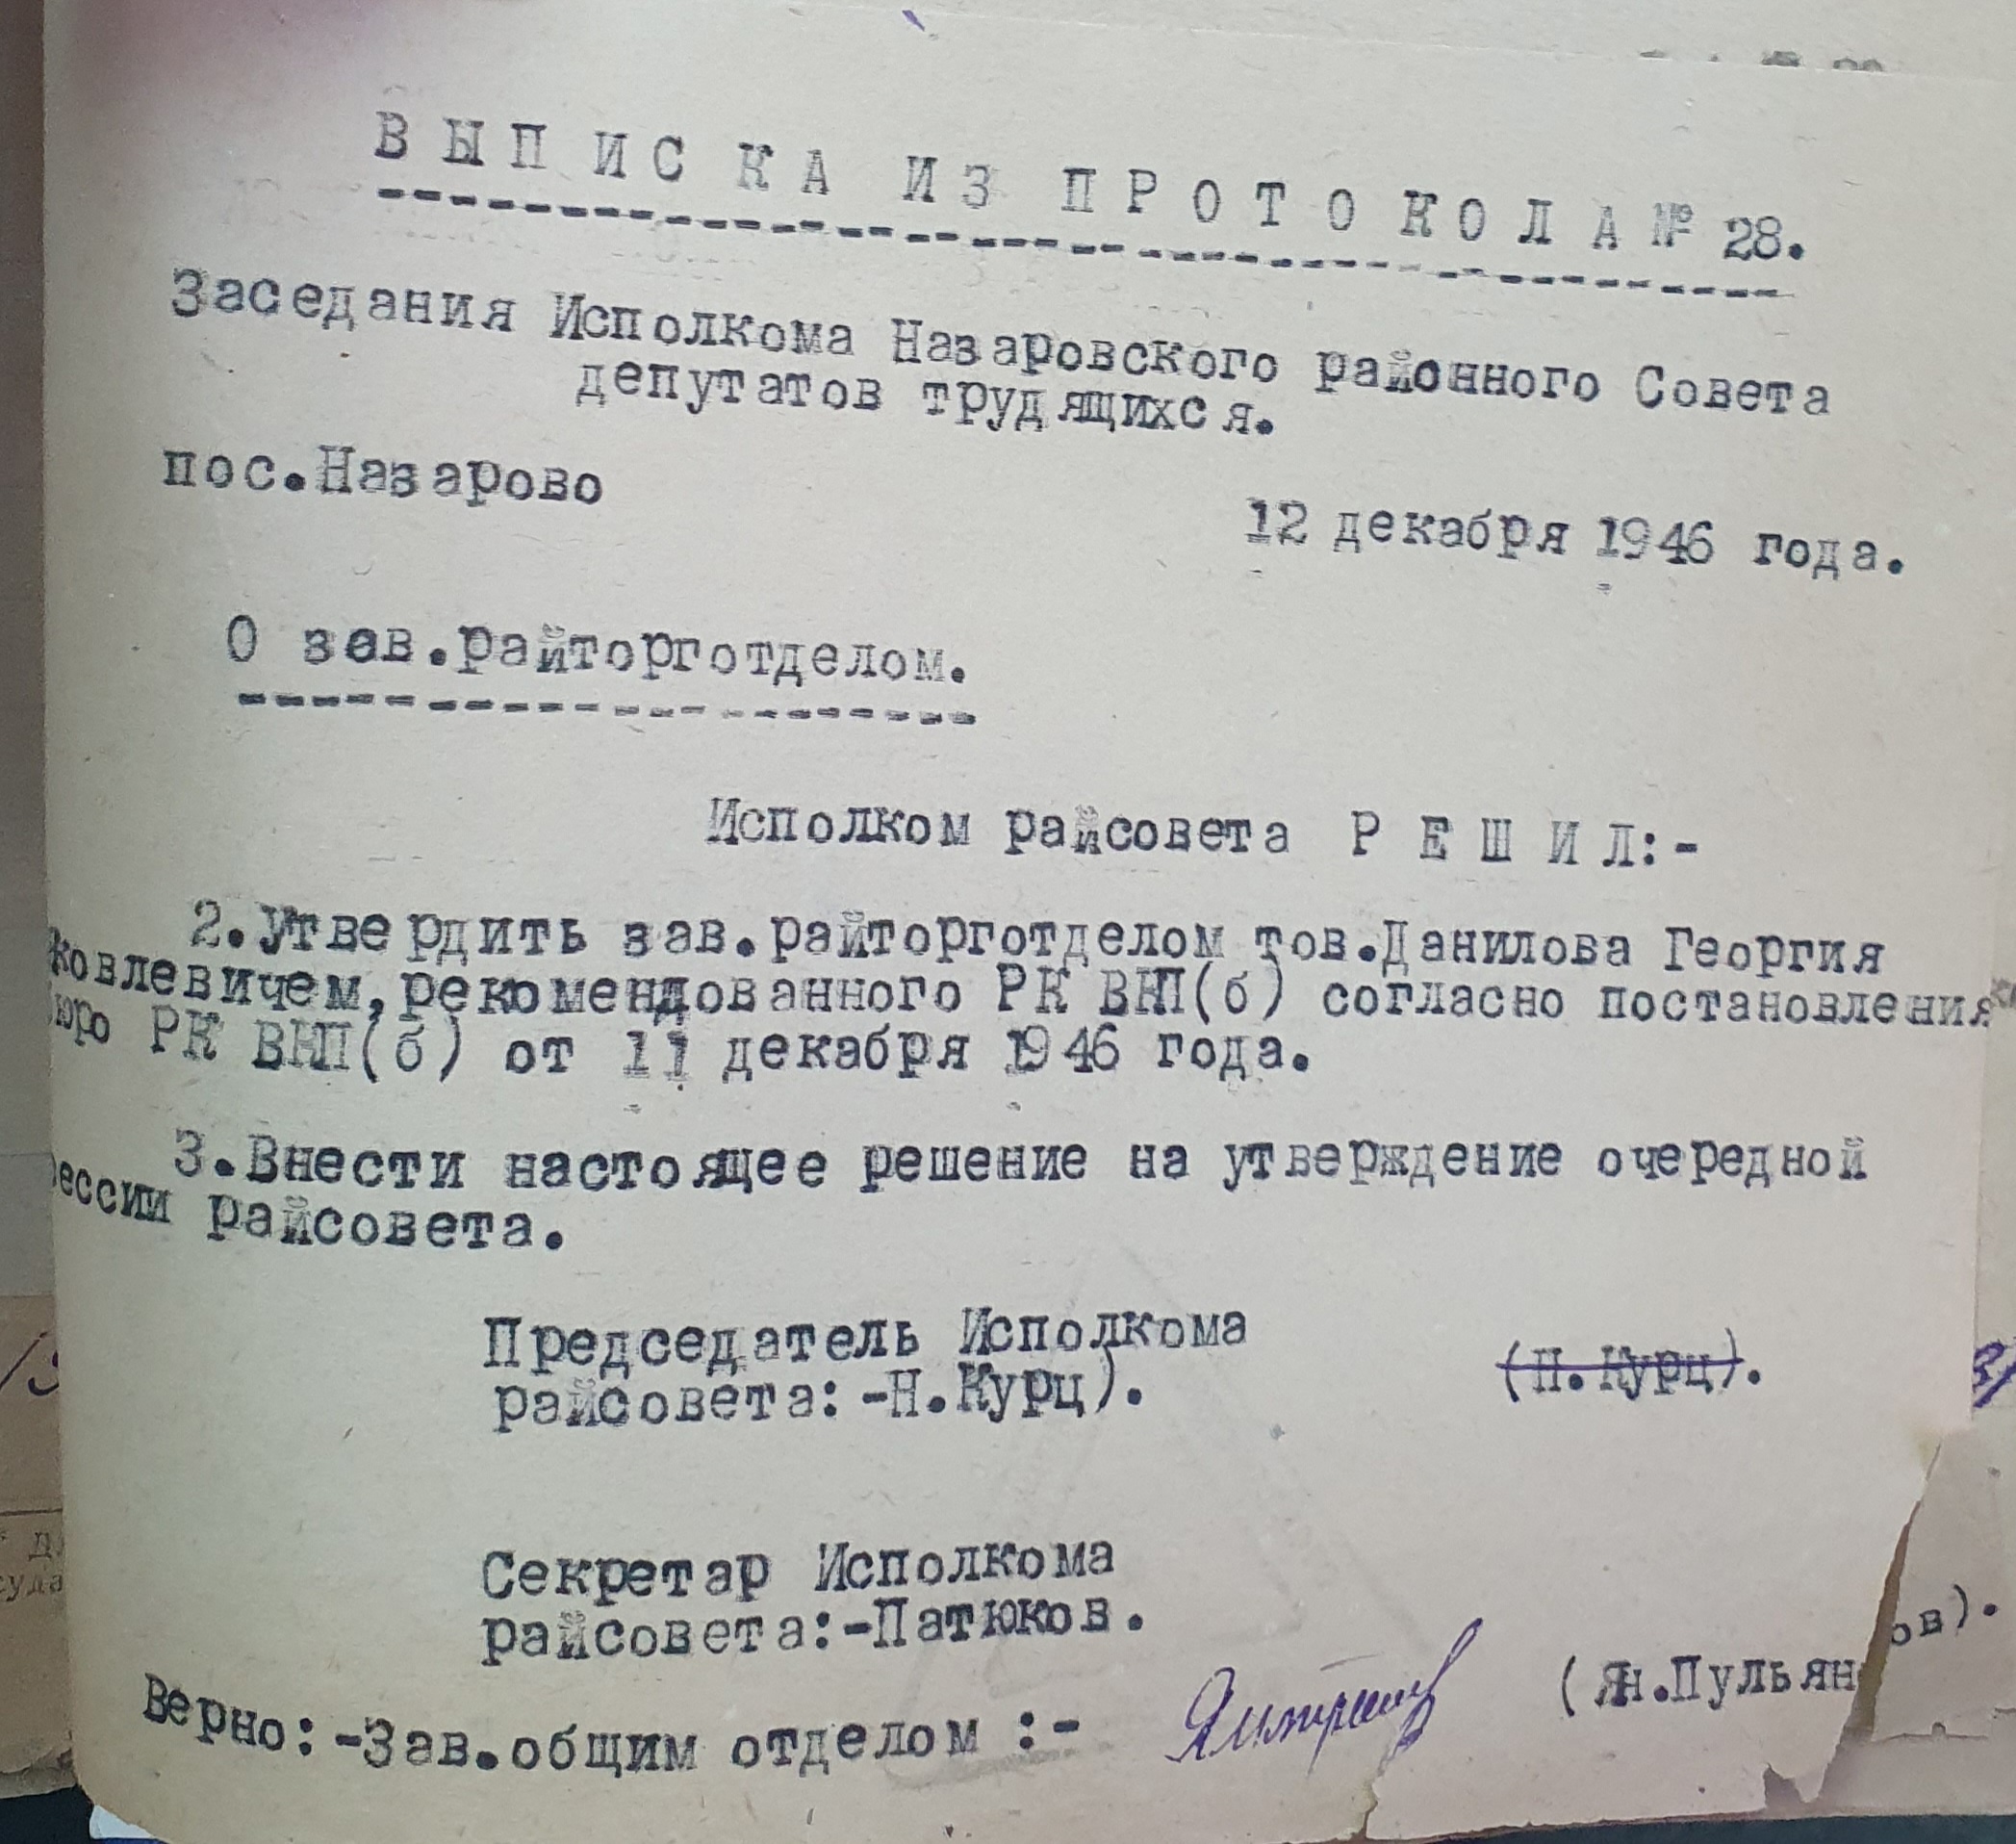 ВЫПИСКА ИЗ ПРОТОКОЛА № 28.
Заседания Исполкома Назаровского районного Совета
депутатов трудящихся.
пос.Назарово
12 декабря 1946 года.
О зав.райторготделом.
Исполком райсовета РЕШИЛ:-
2.Утвердить зав.райторготделом тов.Данилова Георгия
ковлевичем,рекомендованного РК ВКП(б) согласно постановления
юро РК ВКП(б) от 11 декабря 1946 года.
3.Внести настоящее решение на утверждение очередной
ессии райсовета.
Председатель Исполкома
райсовета:-Н.Курц). (П.Курц).
Секретар Исполкома
райсовета:-Патюков.
ов).
Верно:-Зав.общим отделом :- (Ян.Пульян